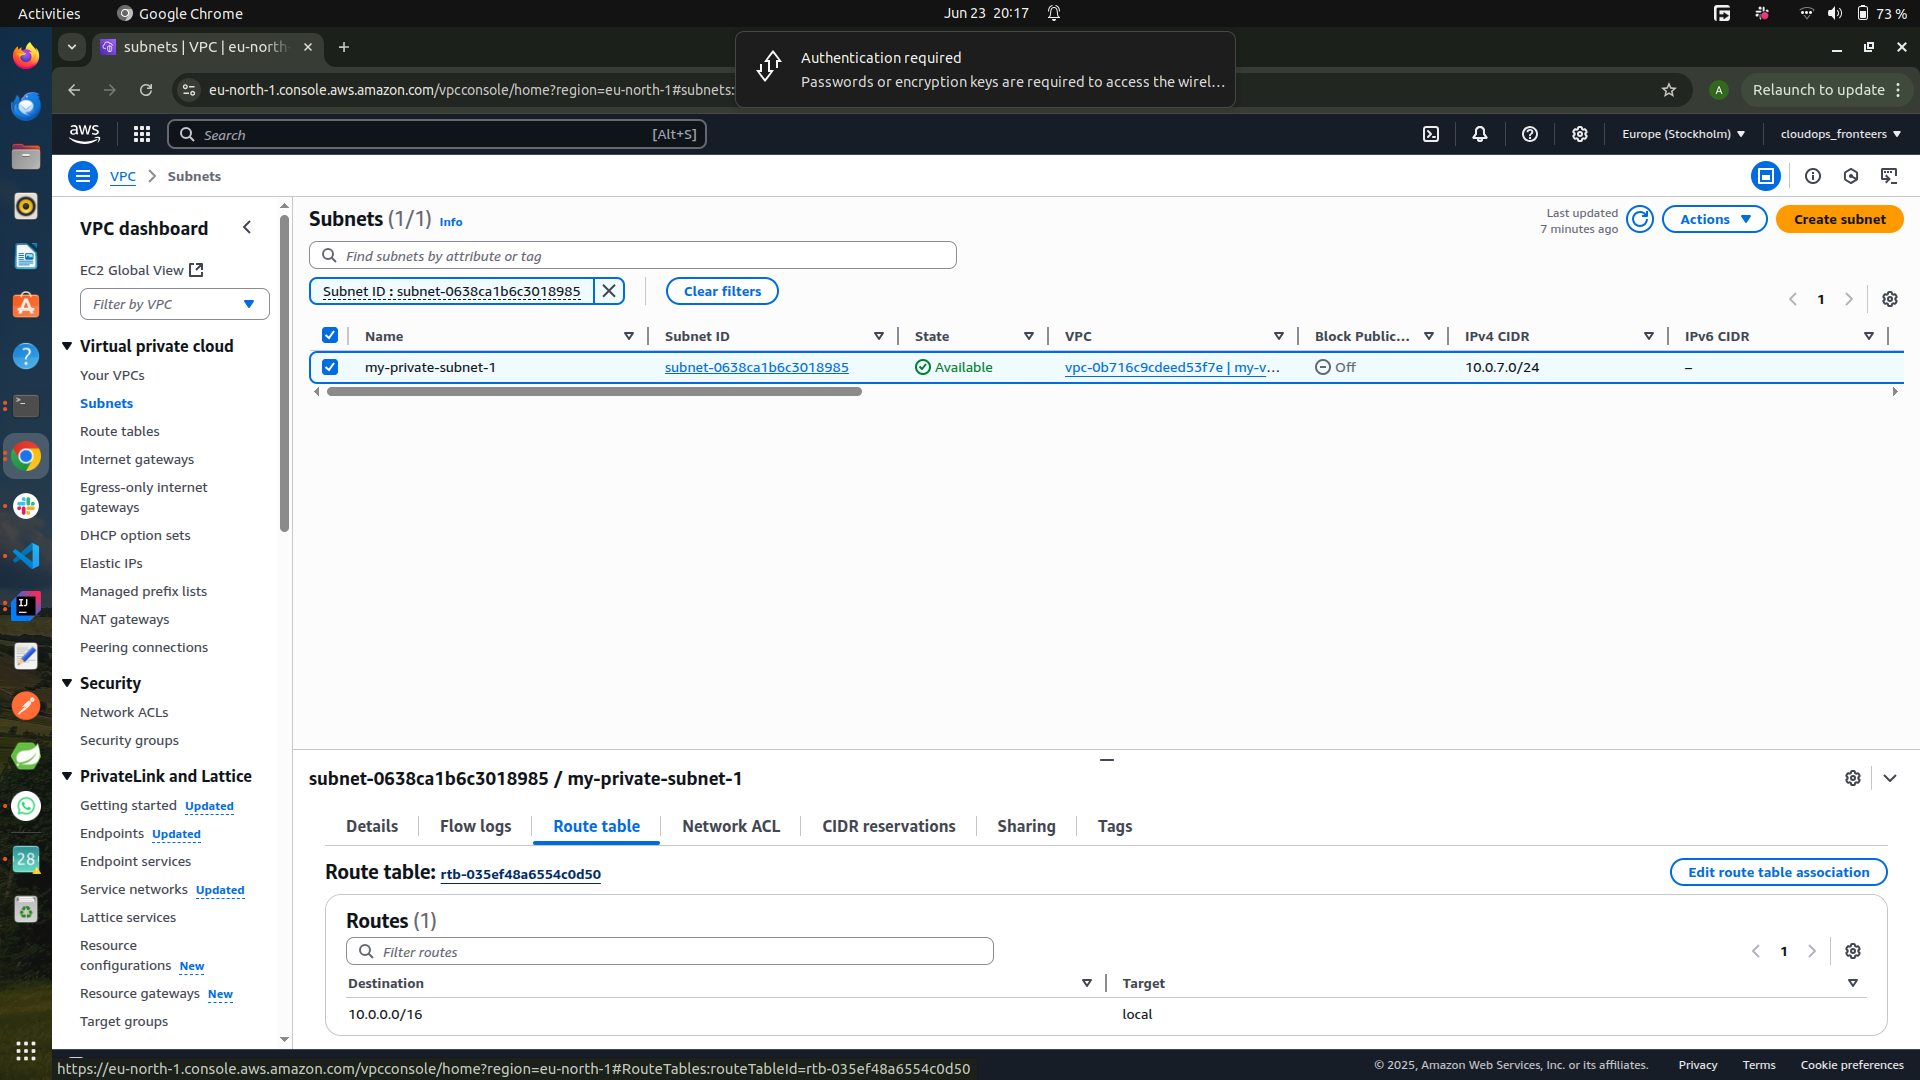 Activities
Google Chrome
Jun 23 20:17
73 %
subnets | VPC | eu-north-
Authentication required
Passwords or encryption keys are required to access the wirel...
eu-north-1.console.aws.amazon.com/vpcconsole/home?region=eu-north-1#subnets:
A
Relaunch to update
aws
Search
[Alt+S]
Europe (Stockholm)
cloudops_fronteers
VPC
Subnets
VPC dashboard
EC2 Global View
Filter by VPC
Virtual private cloud
Your VPCs
Subnets
Route tables
Internet gateways
Egress-only internet
gateways
DHCP option sets
Elastic IPs
Managed prefix lists
NAT gateways
Peering connections
Security
Network ACLs
Security groups
PrivateLink and Lattice
Getting started Updated
Endpoints Updated
Endpoint services
Service networks Updated
Lattice services
Resource
configurations New
Resource gateways New
Target groups
Subnets (1/1) Info
Last updated
7 minutes ago
Actions
Create subnet
Find subnets by attribute or tag
Subnet ID : subnet-0638ca1b6c3018985
Clear filters
1
Name Subnet ID State VPC Block Public... IPv4 CIDR IPv6 CIDR
my-private-subnet-1 subnet-0638ca1b6c3018985 Available vpc-0b716c9cdeed53f7e | my-v... Off 10.0.7.0/24 –
subnet-0638ca1b6c3018985 / my-private-subnet-1
Details Flow logs Route table Network ACL CIDR reservations Sharing Tags
Route table: rtb-035ef48a6554c0d50
Edit route table association
Routes (1)
Filter routes
1
Destination Target
10.0.0.0/16 local
IJ
28
https://eu-north-1.console.aws.amazon.com/vpcconsole/home?region=eu-north-1#RouteTables:routeTableId=rtb-035ef48a6554c0d50
© 2025, Amazon Web Services, Inc. or its affiliates.
Privacy
Terms
Cookie preferences